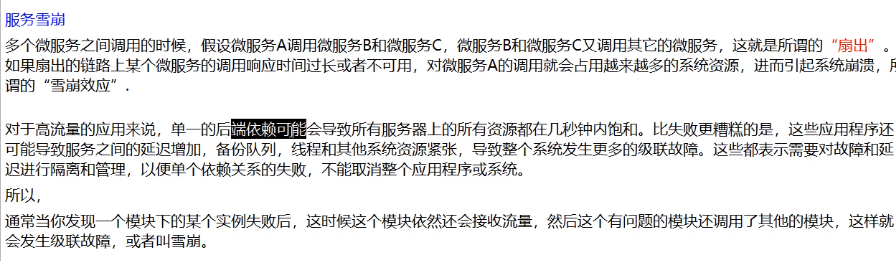 服务雪崩
多个微服务之间调用的时候，假设微服务A调用微服务B和微服务C，微服务B和微服务C又调用其它的微服务，这就是所谓的“扇出”。
如果扇出的链路上某个微服务的调用响应时间过长或者不可用，对微服务A的调用就会占用越来越多的系统资源，进而引起系统崩溃，所
谓的“雪崩效应”.
对于高流量的应用来说，单一的后端依赖可能会导致所有服务器上的所有资源都在几秒钟内饱和。比失败更糟糕的是，这些应用程序还
可能导致服务之间的延迟增加，备份队列，线程和其他系统资源紧张，导致整个系统发生更多的级联故障。这些都表示需要对故障和延
迟进行隔离和管理，以便单个依赖关系的失败，不能取消整个应用程序或系统。
所以，
通常当你发现一个模块下的某个实例失败后，这时候这个模块依然还会接收流量，然后这个有问题的模块还调用了其他的模块，这样就
会发生级联故障，或者叫雪崩。